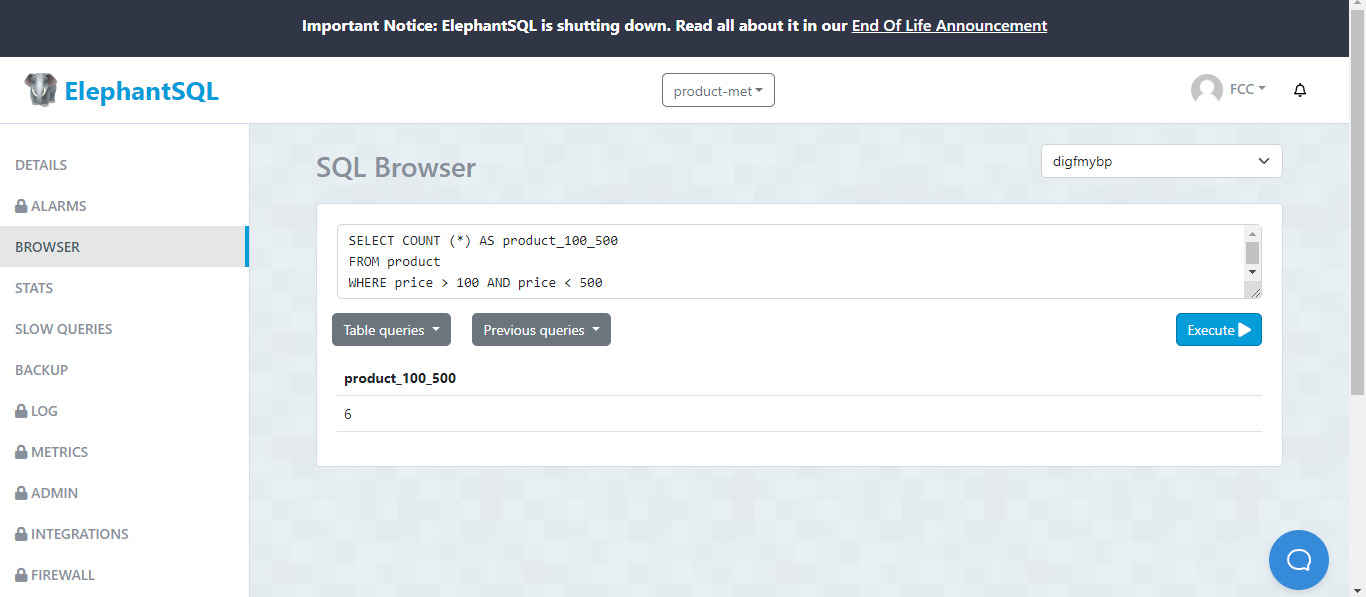 Important Notice: ElephantSQL is shutting down. Read all about it in our End Of Life Announcement
ElephantSQL
product-met
FCC
DETAILS
ALARMS
BROWSER
STATS
SLOW QUERIES
BACKUP
LOG
METRICS
ADMIN
INTEGRATIONS
FIREWALL
SQL Browser
digfmybp
SELECT COUNT (*) AS product_100_500
FROM product
WHERE price > 100 AND price < 500
Table queries
Previous queries
Execute
product_100_500
6